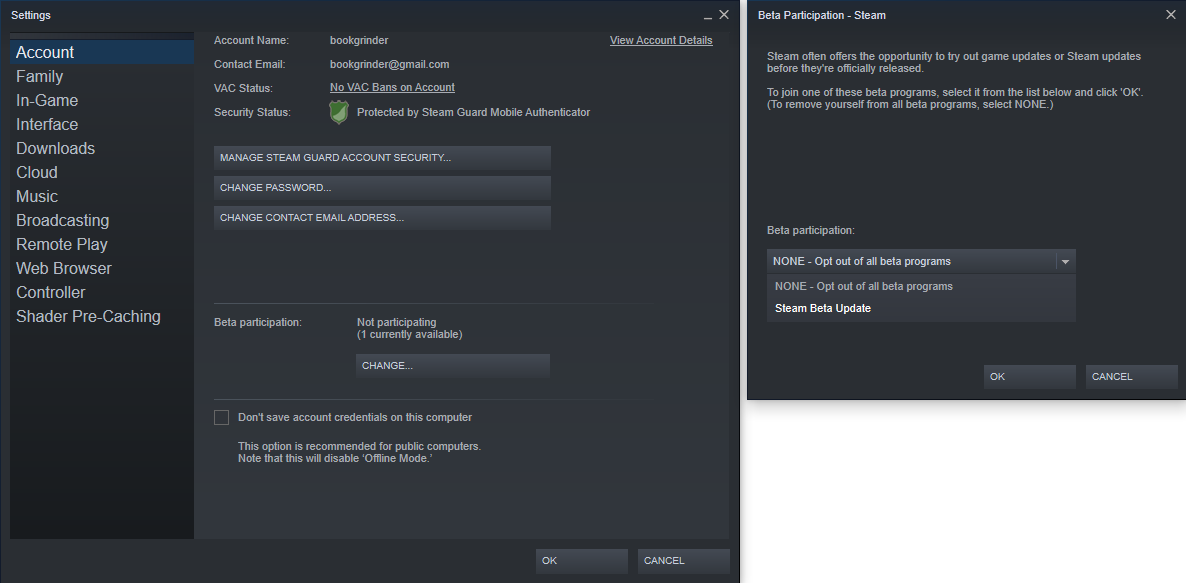 Settings
Account
Family
In-Game
Interface
Downloads
Cloud
Music
Broadcasting
Remote Play
Web Browser
Controller
Shader Pre-Caching
Account Name: bookgrinder View Account Details
Contact Email: bookgrinder@gmail.com
VAC Status: No VAC Bans on Account
Security Status: Protected by Steam Guard Mobile Authenticator
MANAGE STEAM GUARD ACCOUNT SECURITY...
CHANGE PASSWORD...
CHANGE CONTACT EMAIL ADDRESS...
Beta participation: Not participating
(1 currently available)
CHANGE...
Don't save account credentials on this computer
This option is recommended for public computers.
Note that this will disable 'Offline Mode.'
OK CANCEL
Beta Participation - Steam
Steam often offers the opportunity to try out game updates or Steam updates
before they're officially released.
To join one of these beta programs, select it from the list below and click 'OK'.
(To remove yourself from all beta programs, select NONE.)
Beta participation:
NONE - Opt out of all beta programs
NONE - Opt out of all beta programs
Steam Beta Update
OK CANCEL